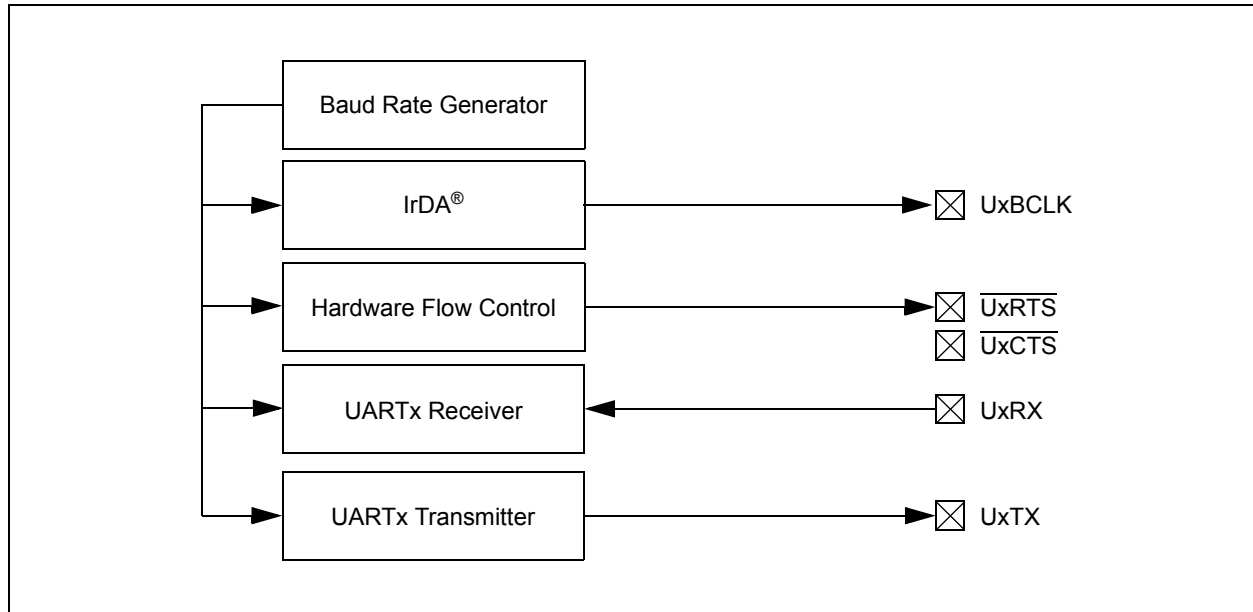 Baud Rate Generator
IrDA® UxBCLK
Hardware Flow Control UxRTS
UxCTS
UARTx Receiver UxRX
UARTx Transmitter UxTX